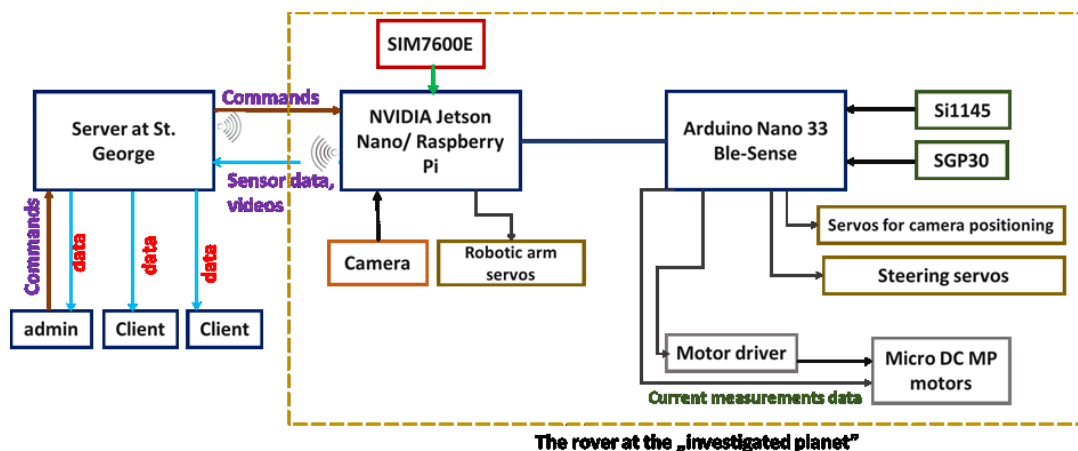 SIM7600E
Commands
Server at St.
George
NVIDIA Jetson
Nano/ Raspberry
Pi
Arduino Nano 33
Ble-Sense
Si1145
SGP30
Sensor data,
videos
Commands
data
data
data
Camera
Robotic arm
servos
Servos for camera positioning
Steering servos
admin
Client
Client
Motor driver
Micro DC MP
motors
Current measurements data
The rover at the „investigated planet”